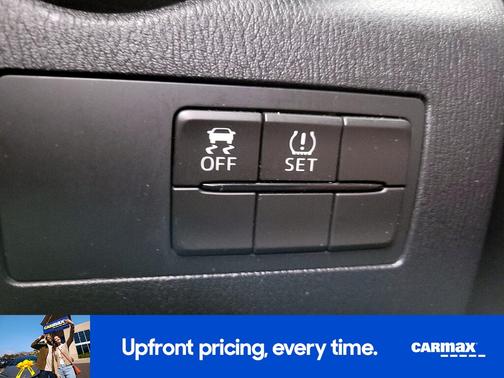 OFF
SET
Upfront pricing, every time.
CARMAX